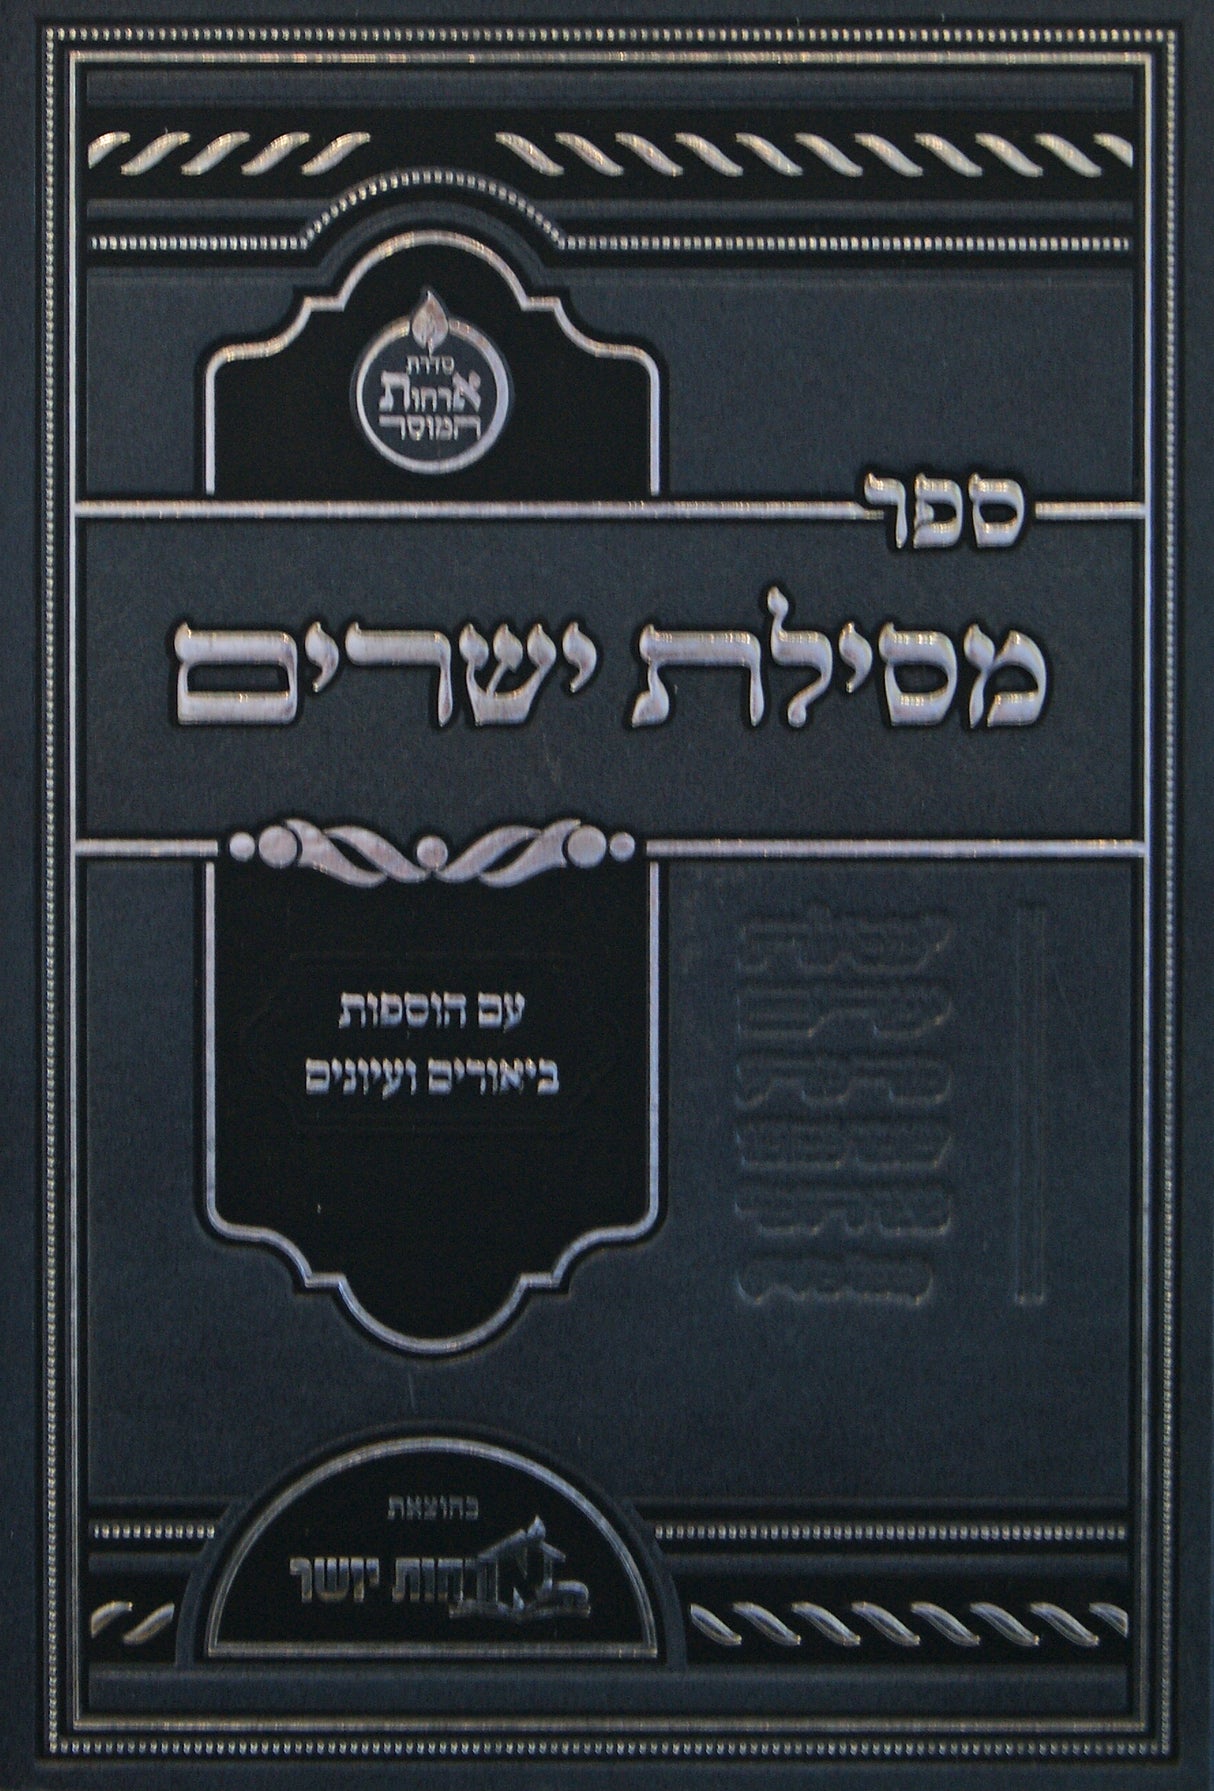 סדרת
ארחות
המוסר
ספר
מסילת ישרים
עם הוספות
ביאורים ועיונים
בהוצאת
ארחות יושר